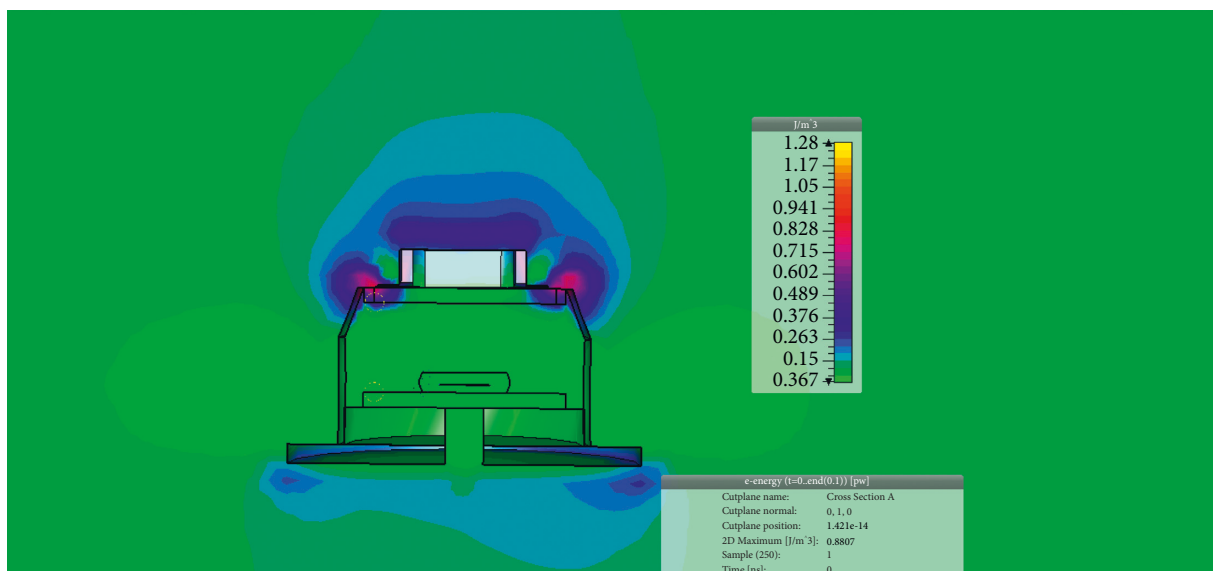 J/m^3
1.28
1.17
1.05
0.941
0.828
0.715
0.602
0.489
0.376
0.263
0.15
0.367
e-energy (t=0..end(0.1)) [pw]
Cutplane name: Cross Section A
Cutplane normal: 0, 1, 0
Cutplane position: 1.421e-14
2D Maximum [J/m^3]: 0.8807
Sample (250): 1
Time [ns]: 0